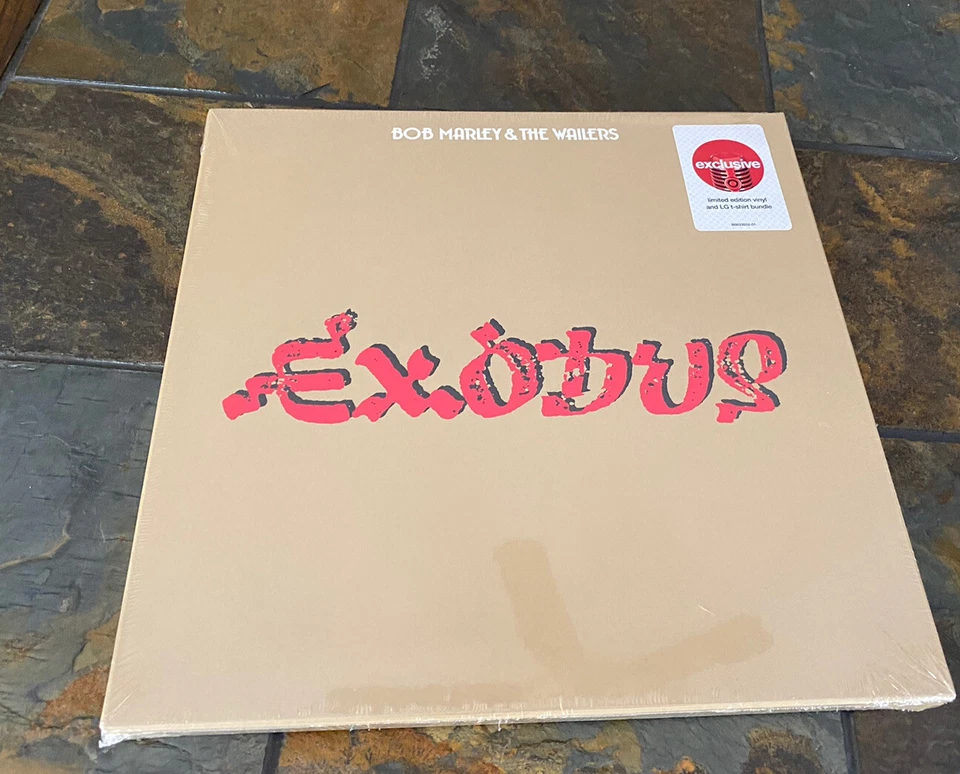 BOB MARLEY & THE WAILERS
exclusive
limited edition vinyl
and LG t-shirt bundle
EXODUS